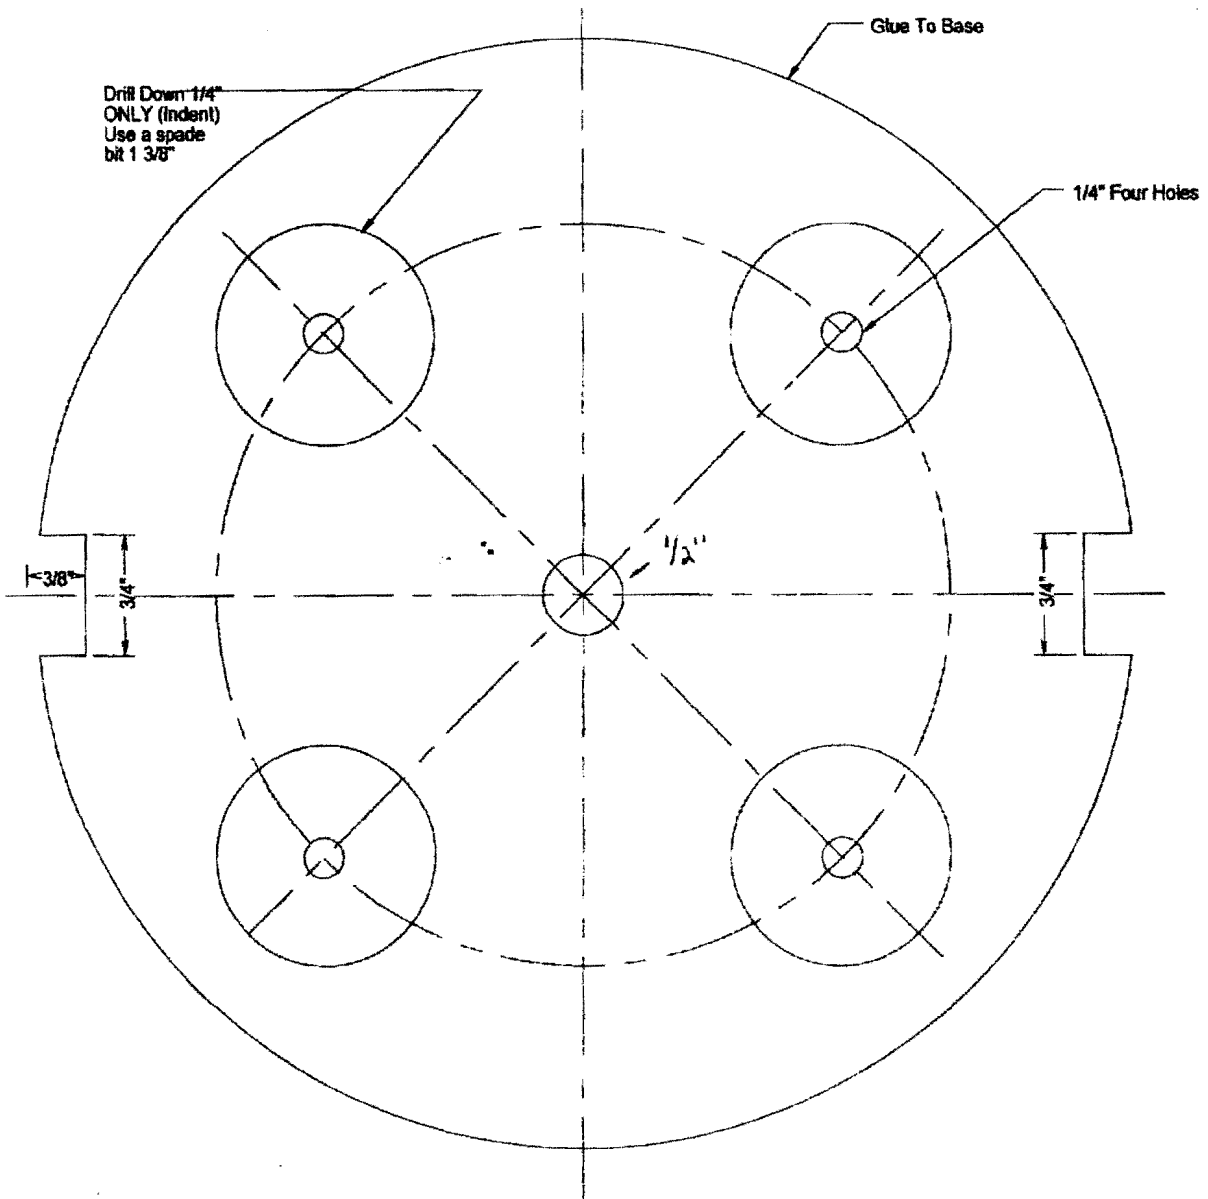 Glue To Base
Drill Down 1/4"
ONLY (Indent)
Use a spade
bit 1 3/8"
1/4" Four Holes
1/2"
3/8"
3/4"
3/4"